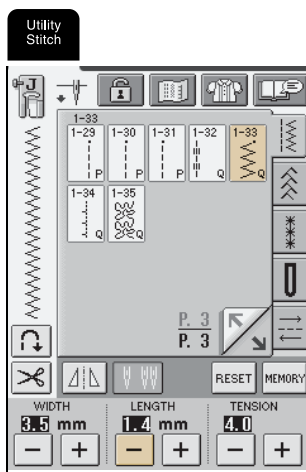 Utility
Stitch
J
1-33
1-29 1-30 1-31 1-32 1-33
P P P Q Q
1-34 1-35
Q Q
P. 3
P. 3
RESET MEMORY
WIDTH LENGTH TENSION
3.5 mm 1.4 mm 4.0
− + − + − +